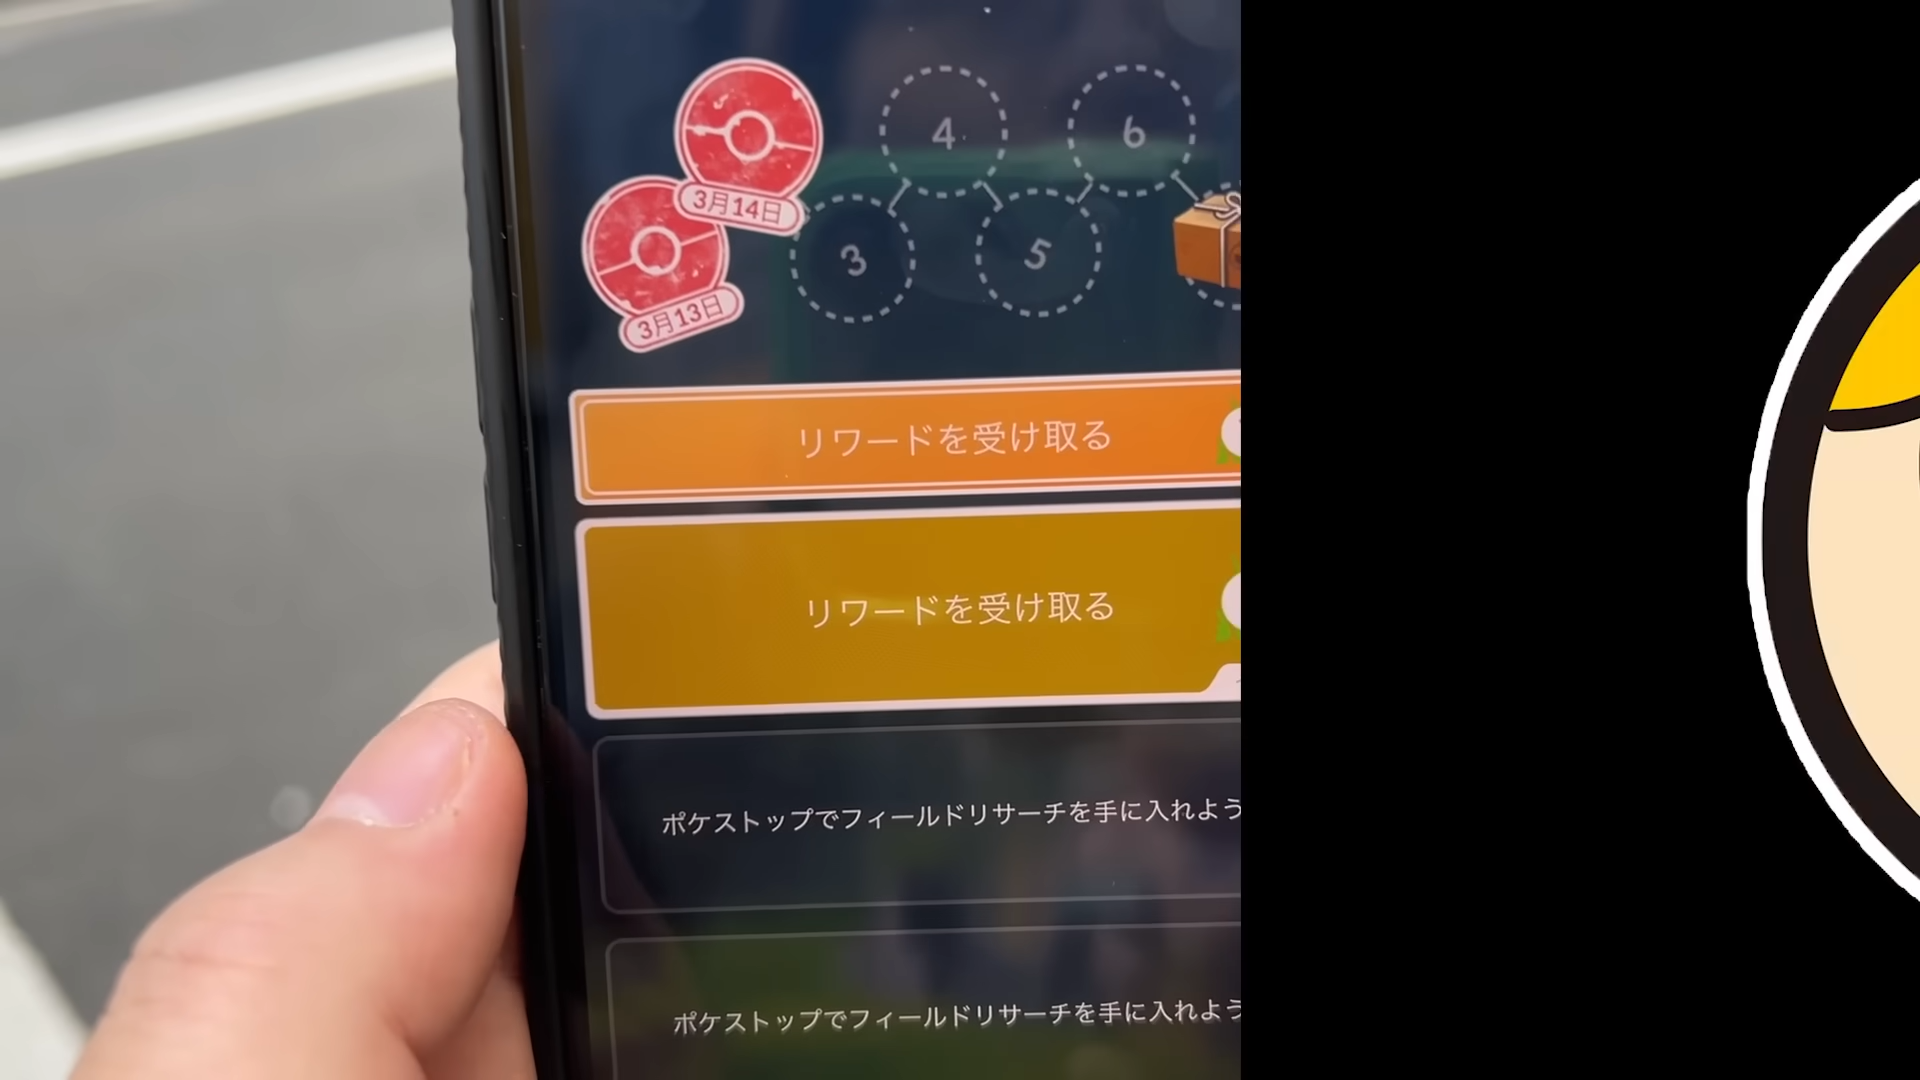 4
6
3月14日
3
5
3月13日
リワードを受け取る
リワードを受け取る
ポケストップでフィールドリサーチを手に入れよう
ポケストップでフィールドリサーチを手に入れよう